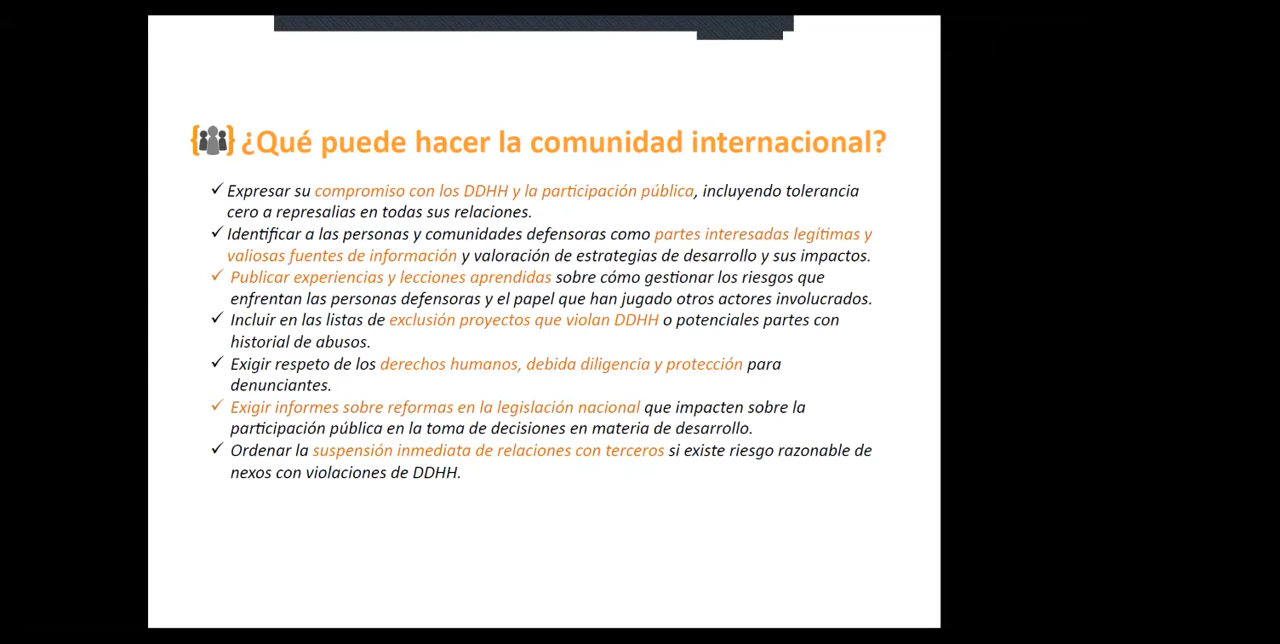 ¿Qué puede hacer la comunidad internacional?
✓ Expresar su compromiso con los DDHH y la participación pública, incluyendo tolerancia
cero a represalias en todas sus relaciones.
✓ Identificar a las personas y comunidades defensoras como partes interesadas legítimas y
valiosas fuentes de información y valoración de estrategias de desarrollo y sus impactos.
✓ Publicar experiencias y lecciones aprendidas sobre cómo gestionar los riesgos que
enfrentan las personas defensoras y el papel que han jugado otros actores involucrados.
✓ Incluir en las listas de exclusión proyectos que violan DDHH o potenciales partes con
historial de abusos.
✓ Exigir respeto de los derechos humanos, debida diligencia y protección para
denunciantes.
✓ Exigir informes sobre reformas en la legislación nacional que impacten sobre la
participación pública en la toma de decisiones en materia de desarrollo.
✓ Ordenar la suspensión inmediata de relaciones con terceros si existe riesgo razonable de
nexos con violaciones de DDHH.